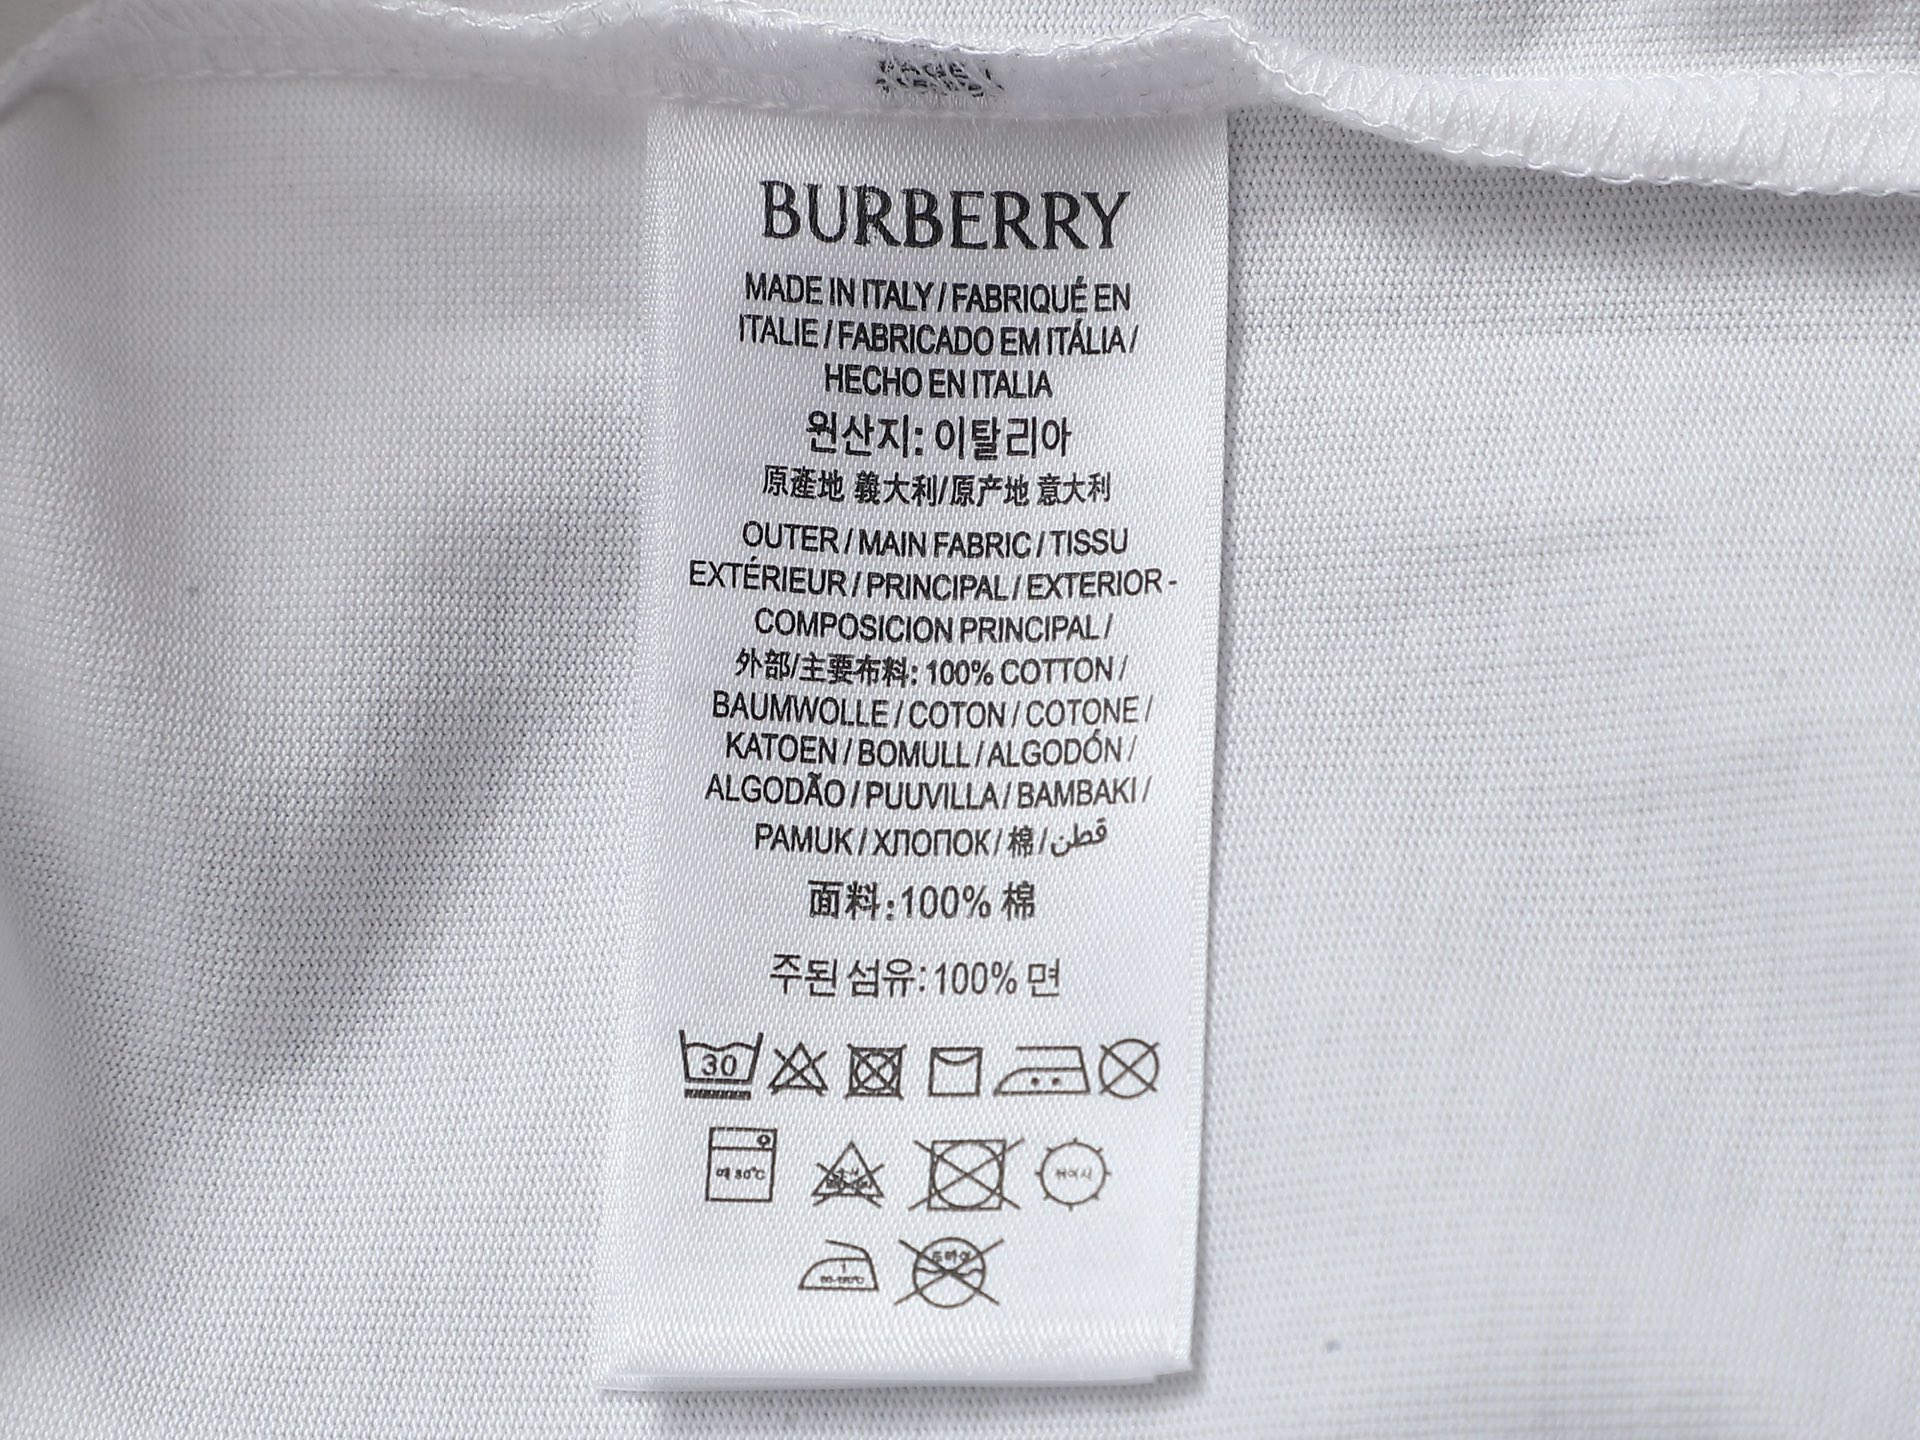 BURBERRY
MADE IN ITALY / FABRIQUÉ EN
ITALIE / FABRICADO EM ITÁLIA /
HECHO EN ITALIA
원산지: 이탈리아
原產地 義大利/原产地 意大利
OUTER / MAIN FABRIC / TISSU
EXTÉRIEUR / PRINCIPAL / EXTERIOR -
COMPOSICION PRINCIPAL /
外部/主要布料: 100% COTTON /
BAUMWOLLE / COTON / COTONE /
KATOEN / BOMULL / ALGODÓN /
ALGODÃO / PUUVILLA / BAMBAKI /
PAMUK / ХЛОПОК / 棉 / قطن
面料:100% 棉
주된 섬유:100% 면
30